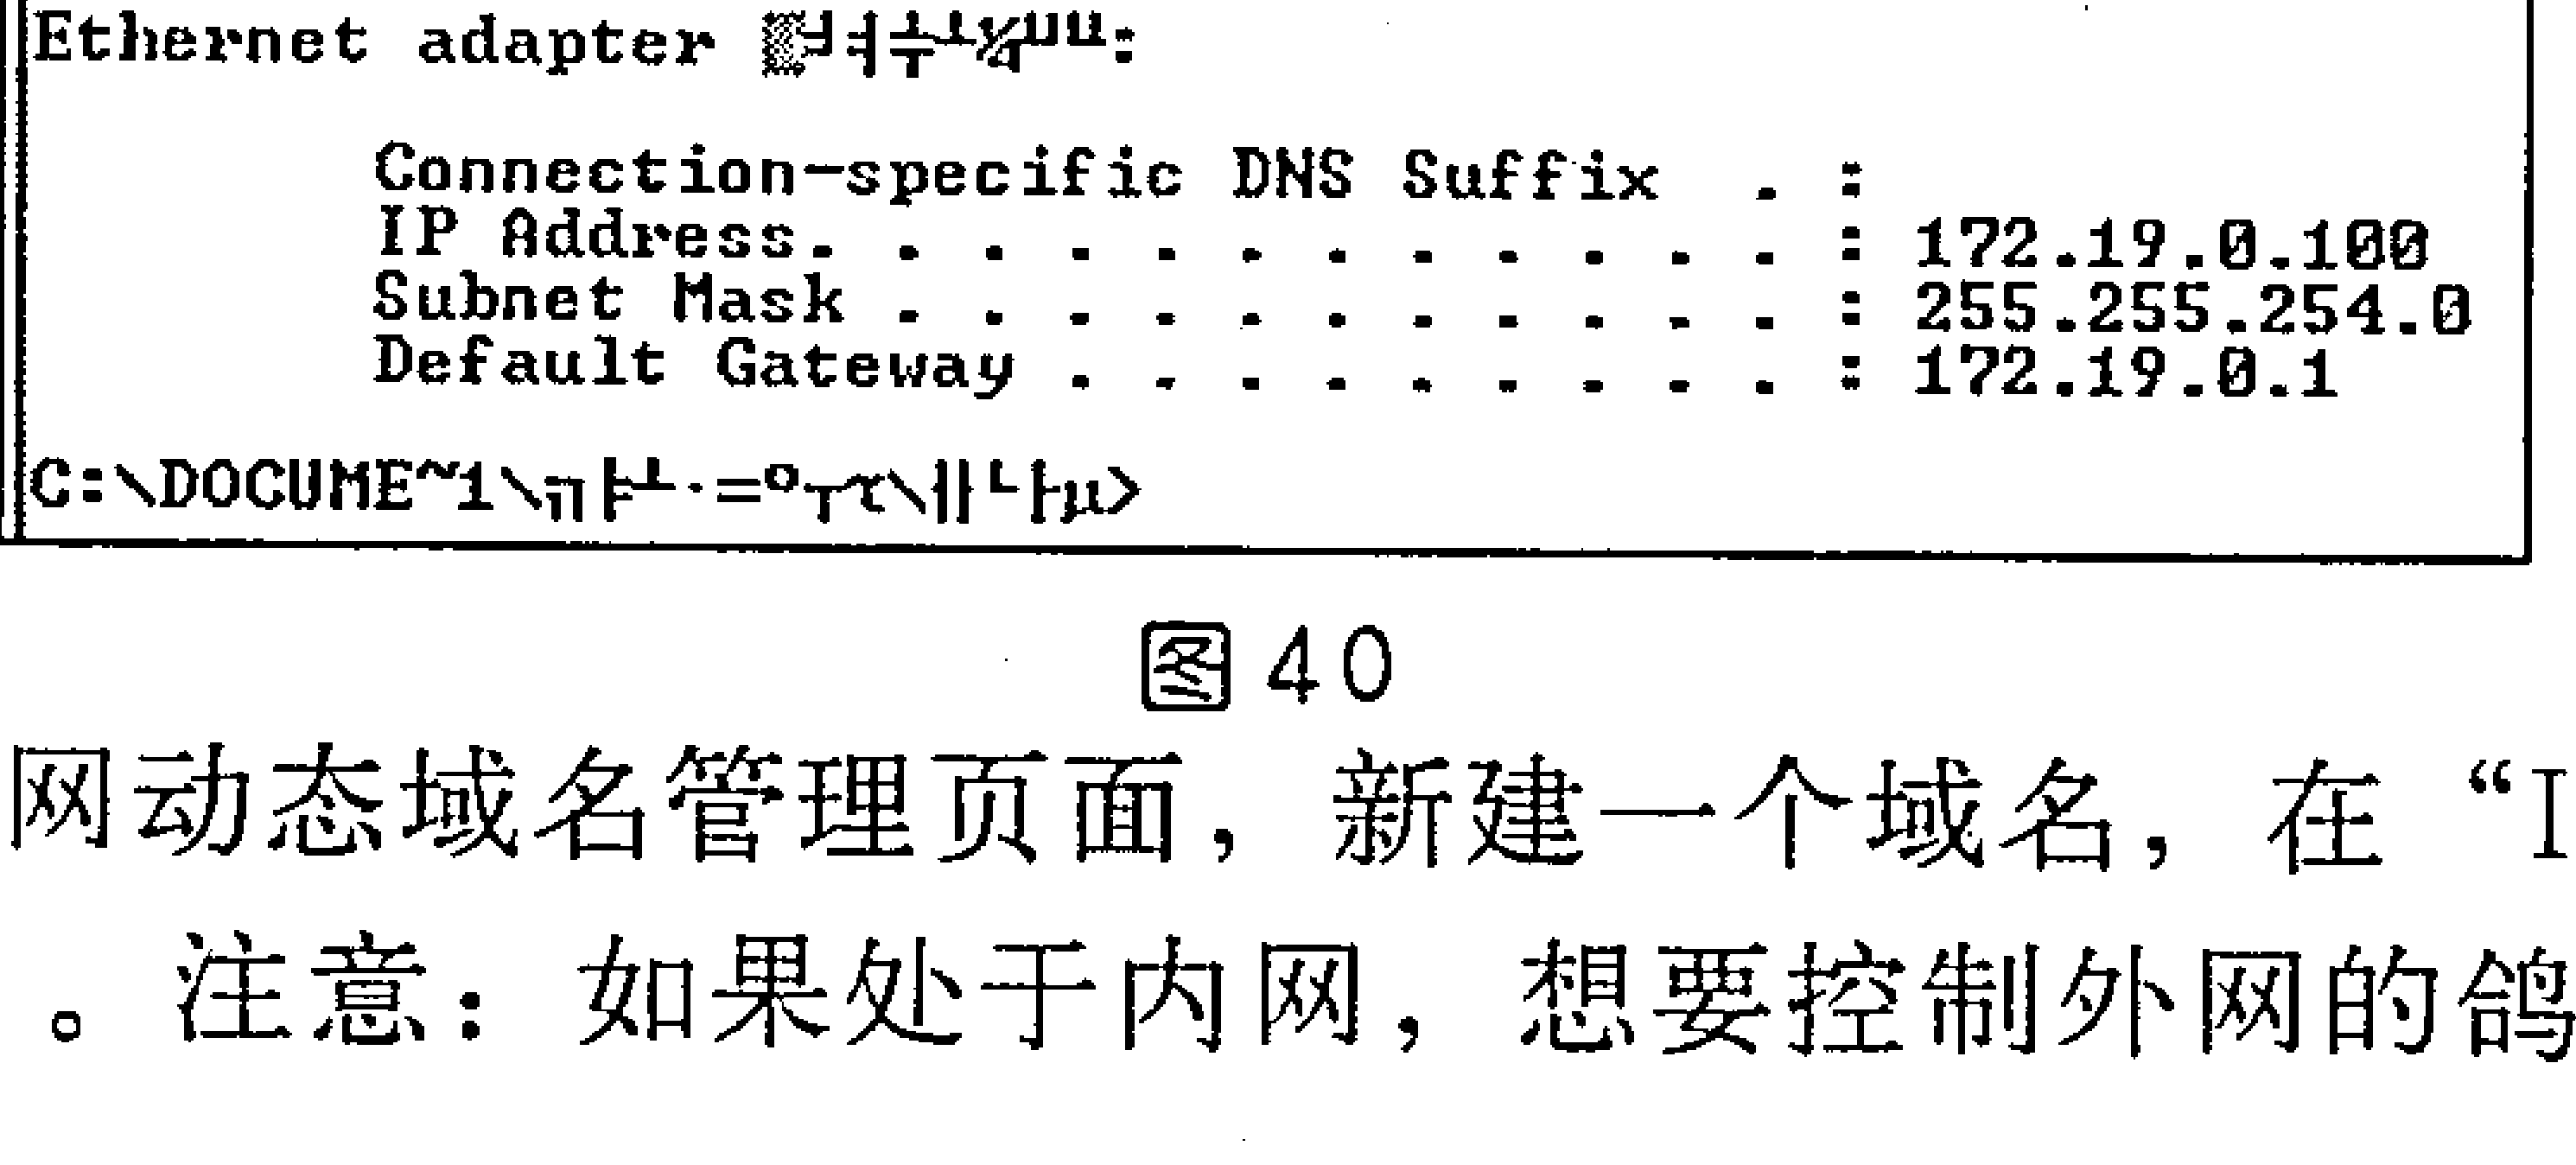 Ethernet adapter
Connection-specific DNS Suffix . :
IP Address. . . . . . . . . . . . : 172.19.0.100
Subnet Mask . . . . . . . . . . . : 255.255.254.0
Default Gateway . . . . . . . . . : 172.19.0.1
C:\DOCUME~1\
图 40
网动态域名管理页面，新建一个域名，在“I
。注意：如果处于内网，想要控制外网的鸽